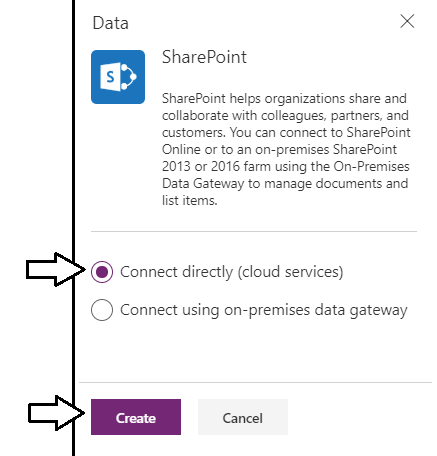 Data
SharePoint
SharePoint helps organizations share and
collaborate with colleagues, partners, and
customers. You can connect to SharePoint
Online or to an on-premises SharePoint
2013 or 2016 farm using the On-Premises
Data Gateway to manage documents and
list items.
Connect directly (cloud services)
Connect using on-premises data gateway
Create
Cancel